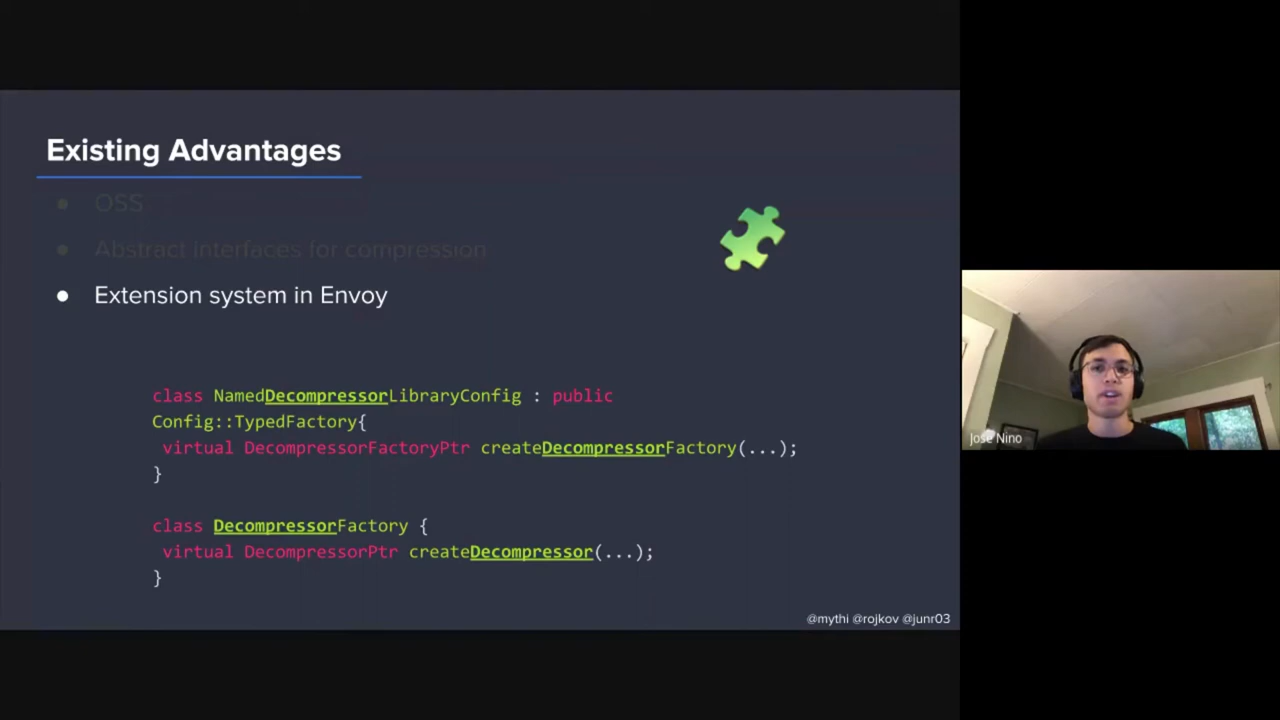 Existing Advantages
● OSS
● Abstract interfaces for compression
● Extension system in Envoy
class NamedDecompressorLibraryConfig : public
Config::TypedFactory{
virtual DecompressorFactoryPtr createDecompressorFactory(...);
}
class DecompressorFactory {
virtual DecompressorPtr createDecompressor(...);
}
@mythi @rojkov @junr03
Jose Nino